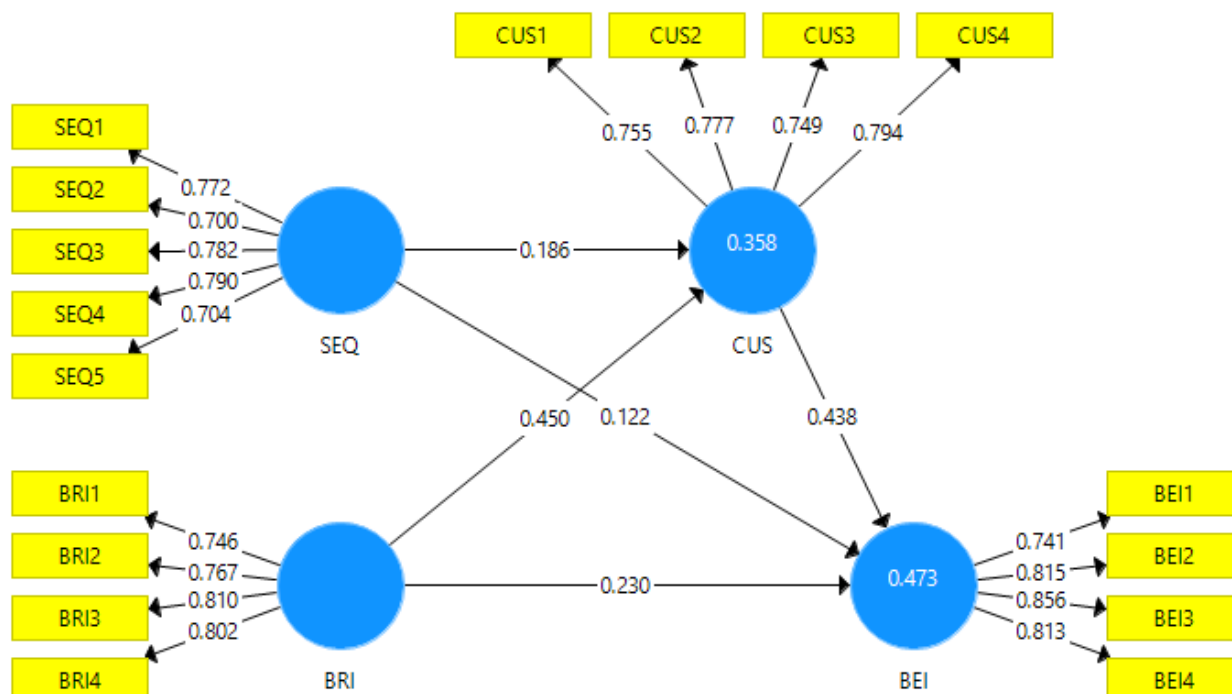 CUS1 CUS2 CUS3 CUS4
0.755 0.777 0.749 0.794
SEQ1
SEQ2
SEQ3
SEQ4
SEQ5
0.772
0.700
0.782
0.790
0.704
SEQ
0.186
0.358
CUS
0.450
0.122
0.438
BRI1
BRI2
BRI3
BRI4
0.746
0.767
0.810
0.802
BRI
0.230
0.473
BEI
0.741
0.815
0.856
0.813
BEI1
BEI2
BEI3
BEI4